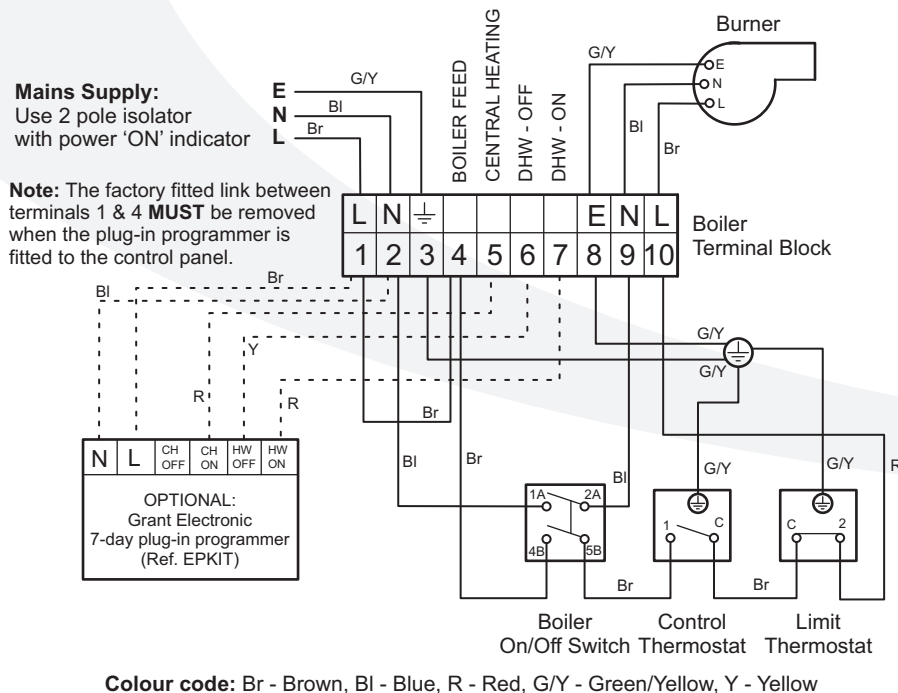 Burner
Mains Supply:
Use 2 pole isolator
with power ‘ON’ indicator
E
N
L
G/Y
Bl
Br
BOILER FEED
CENTRAL HEATING
DHW - OFF
DHW - ON
G/Y
Bl
Br
E
N
L
Note: The factory fitted link between
terminals 1 & 4 MUST be removed
when the plug-in programmer is
fitted to the control panel.
L N E N L
1 2 3 4 5 6 7 8 9 10
Boiler
Terminal Block
Bl
Br
Y
R
R
Br
Bl
Br
Bl
G/Y
G/Y
G/Y
G/Y
R
N L CH OFF CH ON HW OFF HW ON
OPTIONAL:
Grant Electronic
7-day plug-in programmer
(Ref. EPKIT)
1A 2A
4B 5B
1 C
C 2
Br
Br
Boiler
On/Off Switch
Control
Thermostat
Limit
Thermostat
Colour code: Br - Brown, Bl - Blue, R - Red, G/Y - Green/Yellow, Y - Yellow